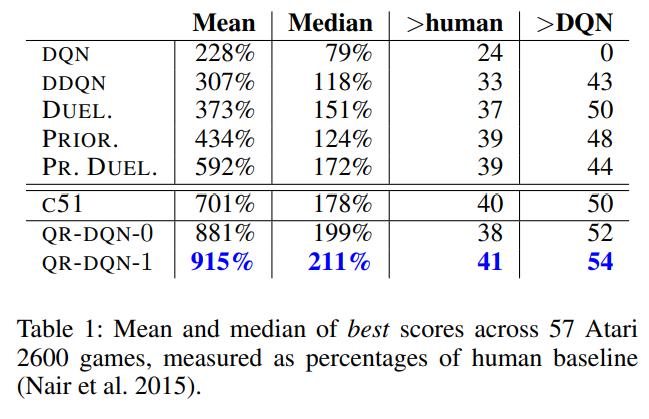 Mean Median >human >DQN
DQN 228% 79% 24 0
DDQN 307% 118% 33 43
DUEL. 373% 151% 37 50
PRIOR. 434% 124% 39 48
PR. DUEL. 592% 172% 39 44
C51 701% 178% 40 50
QR-DQN-0 881% 199% 38 52
QR-DQN-1 915% 211% 41 54
Table 1: Mean and median of best scores across 57 Atari
2600 games, measured as percentages of human baseline
(Nair et al. 2015).